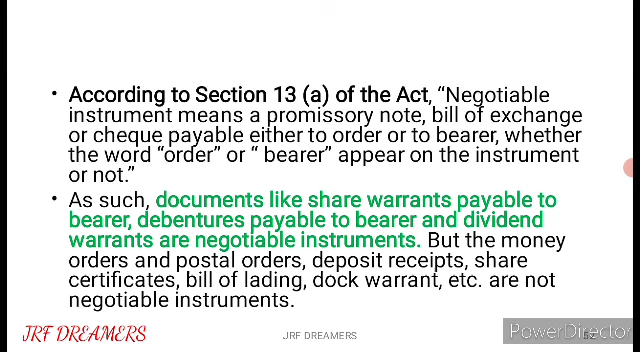 • According to Section 13 (a) of the Act, “Negotiable
instrument means a promissory note, bill of exchange
or cheque payable either to order or to bearer, whether
the word “order” or “ bearer” appear on the instrument
or not.”
• As such, documents like share warrants payable to
bearer, debentures payable to bearer and dividend
warrants are negotiable instruments. But the money
orders and postal orders, deposit receipts, share
certificates, bill of lading, dock warrant, etc. are not
negotiable instruments.
JRF DREAMERS
JRF DREAMERS
PowerDirector